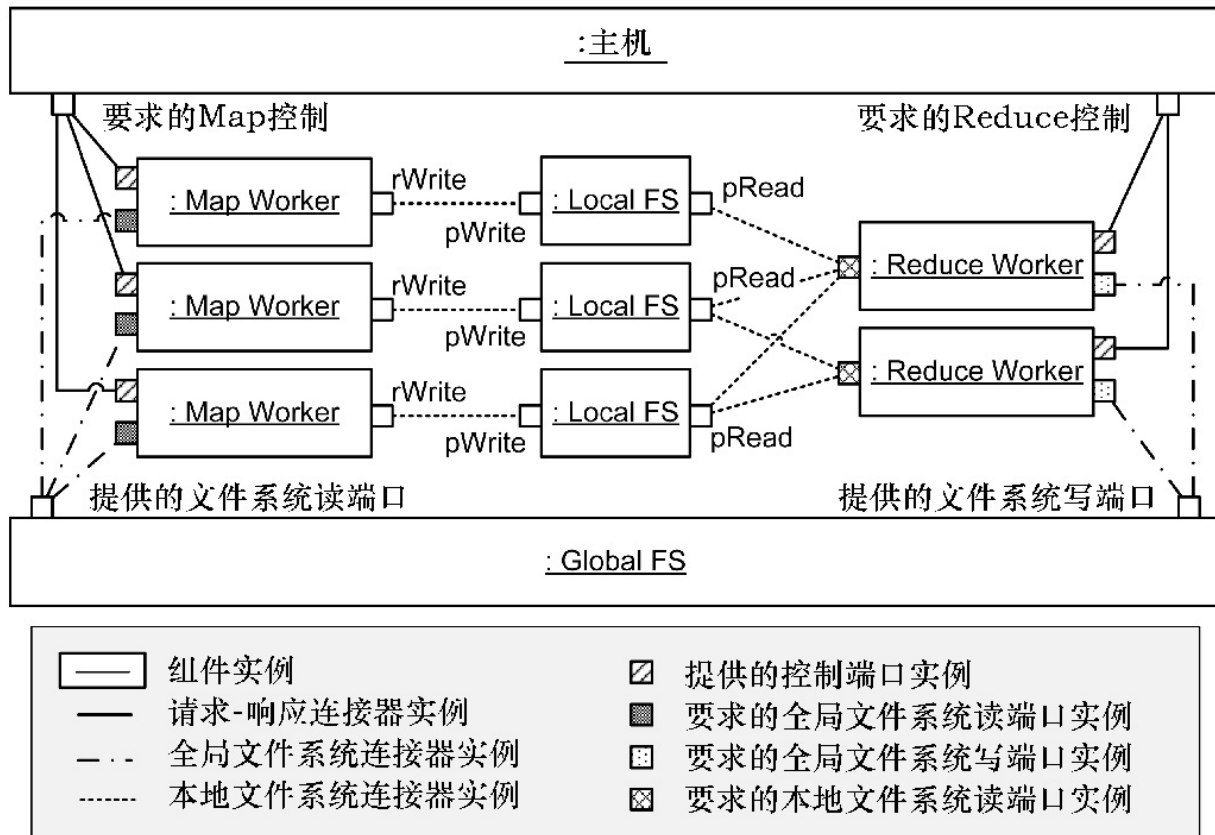 :主机
要求的Map控制
要求的Reduce控制
: Map Worker
rWrite
pWrite
: Local FS
pRead
: Reduce Worker
: Map Worker
rWrite
pWrite
: Local FS
pRead
: Reduce Worker
: Map Worker
rWrite
pWrite
: Local FS
pRead
提供的文件系统读端口
提供的文件系统写端口
: Global FS
组件实例
请求-响应连接器实例
全局文件系统连接器实例
本地文件系统连接器实例
提供的控制端口实例
要求的全局文件系统读端口实例
要求的全局文件系统写端口实例
要求的本地文件系统读端口实例